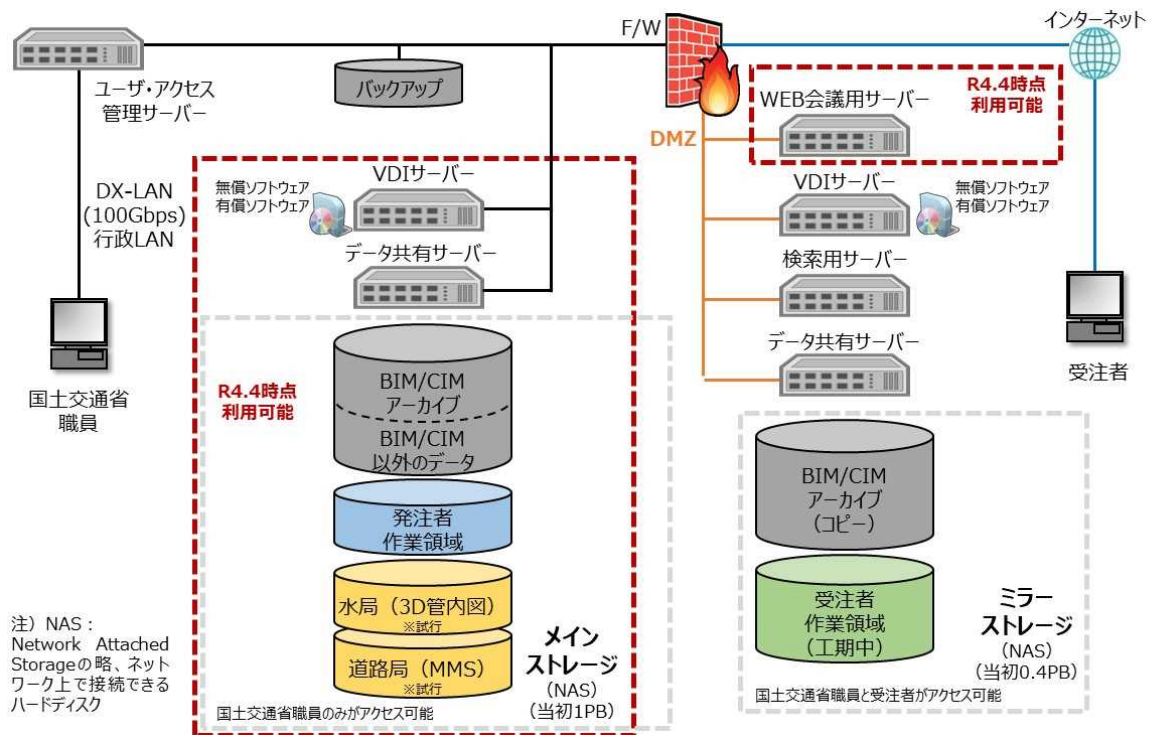 F/W
インターネット
ユーザ・アクセス
管理サーバー
バックアップ
WEB会議用サーバー
R4.4時点
利用可能
DMZ
DX-LAN
(100Gbps)
行政LAN
無償ソフトウェア
有償ソフトウェア
VDIサーバー
データ共有サーバー
VDIサーバー
無償ソフトウェア
有償ソフトウェア
検索用サーバー
データ共有サーバー
国土交通省
職員
受注者
R4.4時点
利用可能
BIM/CIM
アーカイブ
BIM/CIM
以外のデータ
発注者
作業領域
水局（3D管内図）
※試行
道路局（MMS）
※試行
メイン
ストレージ
（NAS）
（当初1PB）
国土交通省職員のみがアクセス可能
BIM/CIM
アーカイブ
（コピー）
受注者
作業領域
（工期中）
ミラー
ストレージ
（NAS）
（当初0.4PB）
国土交通省職員と受注者がアクセス可能
注）NAS：
Network Attached
Storageの略、ネット
ワーク上で接続できる
ハードディスク